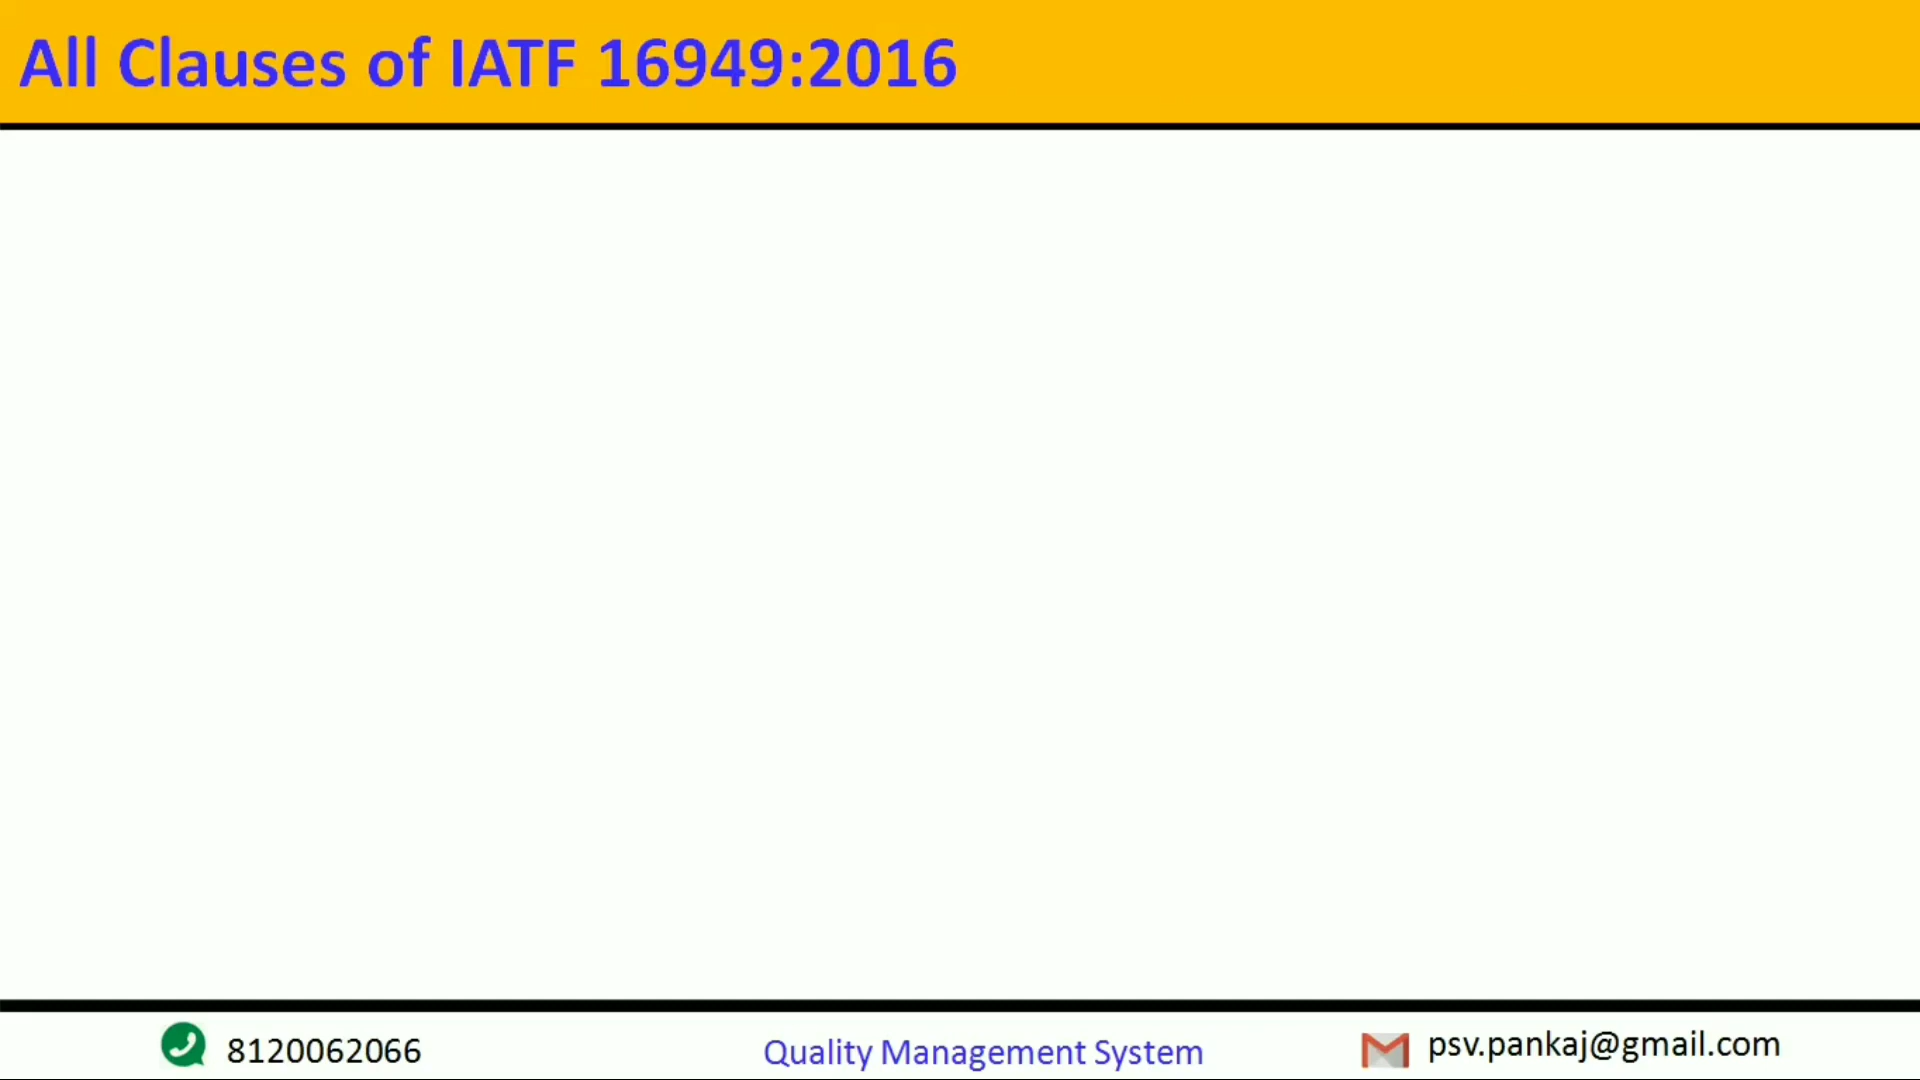 All Clauses of IATF 16949:2016
8120062066
Quality Management System
psv.pankaj@gmail.com